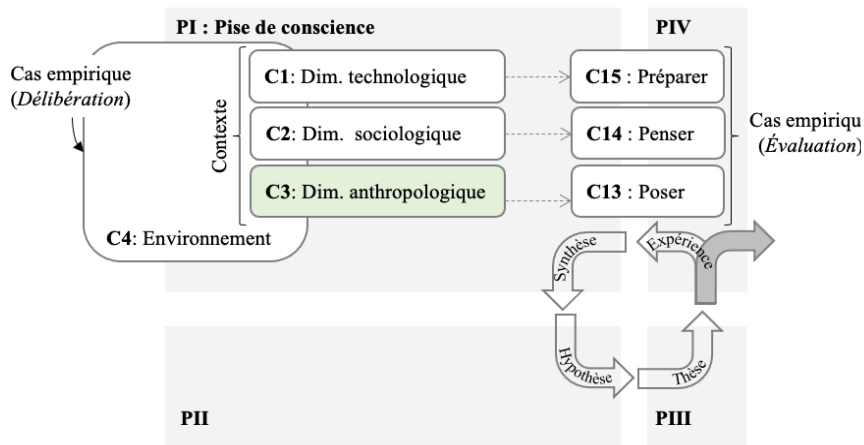 PI : Pise de conscience
PIV
Cas empirique
(Délibération)
Contexte
C1: Dim. technologique
C2: Dim. sociologique
C3: Dim. anthropologique
C4: Environnement
C15 : Préparer
C14 : Penser
C13 : Poser
Cas empirique
(Évaluation)
Synthèse
Expérience
Hypothèse
Thèse
PII
PIII